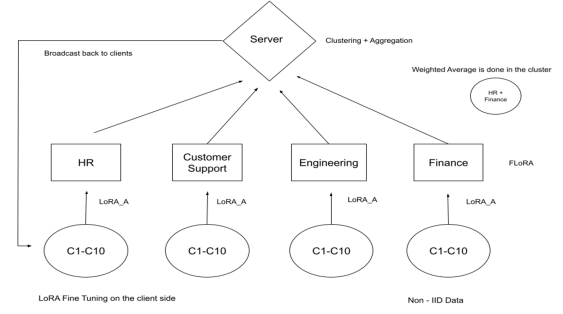 Server
Clustering + Aggregation
Broadcast back to clients
Weighted Average is done in the cluster
HR +
Finance
HR
Customer
Support
Engineering
Finance
FLoRA
LoRA_A
LoRA_A
LoRA_A
LoRA_A
C1-C10
C1-C10
C1-C10
C1-C10
LoRA Fine Tuning on the client side
Non - IID Data